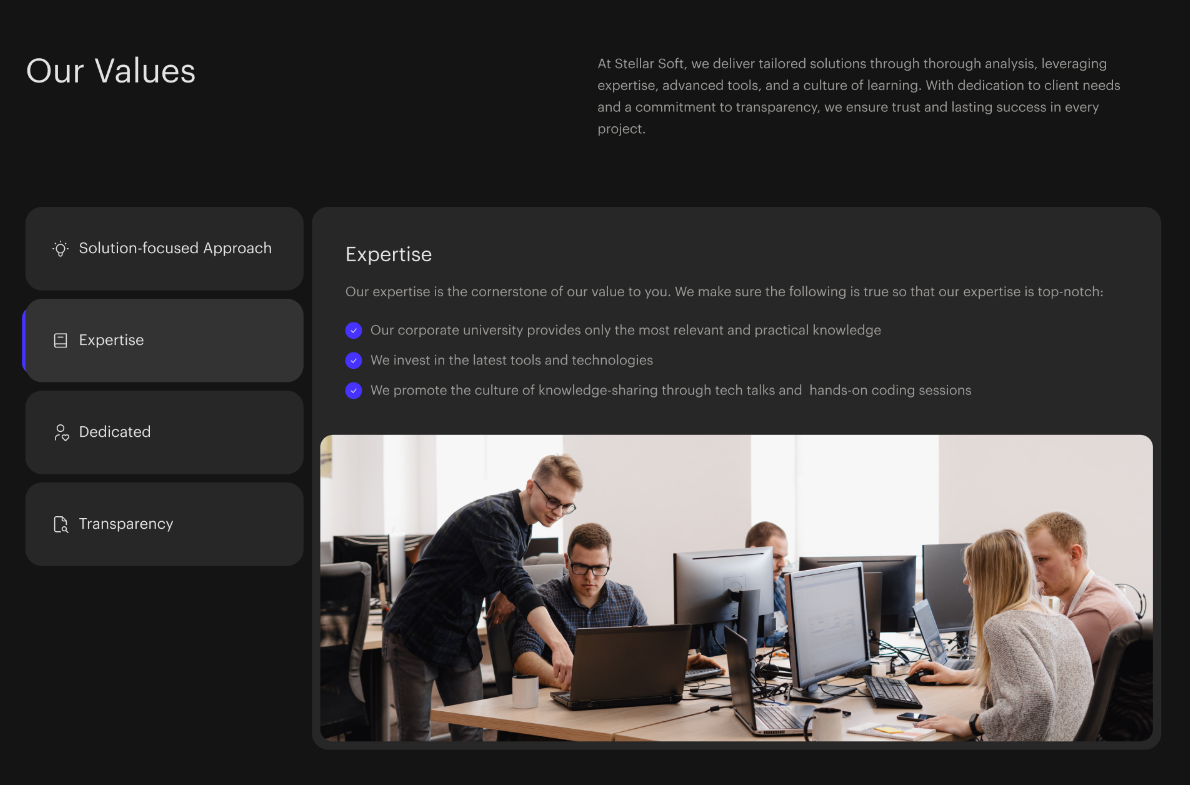 Our Values
At Stellar Soft, we deliver tailored solutions through thorough analysis, leveraging
expertise, advanced tools, and a culture of learning. With dedication to client needs
and a commitment to transparency, we ensure trust and lasting success in every
project.
Solution-focused Approach
Expertise
Dedicated
Transparency
Expertise
Our expertise is the cornerstone of our value to you. We make sure the following is true so that our expertise is top-notch:
Our corporate university provides only the most relevant and practical knowledge
We invest in the latest tools and technologies
We promote the culture of knowledge-sharing through tech talks and  hands-on coding sessions